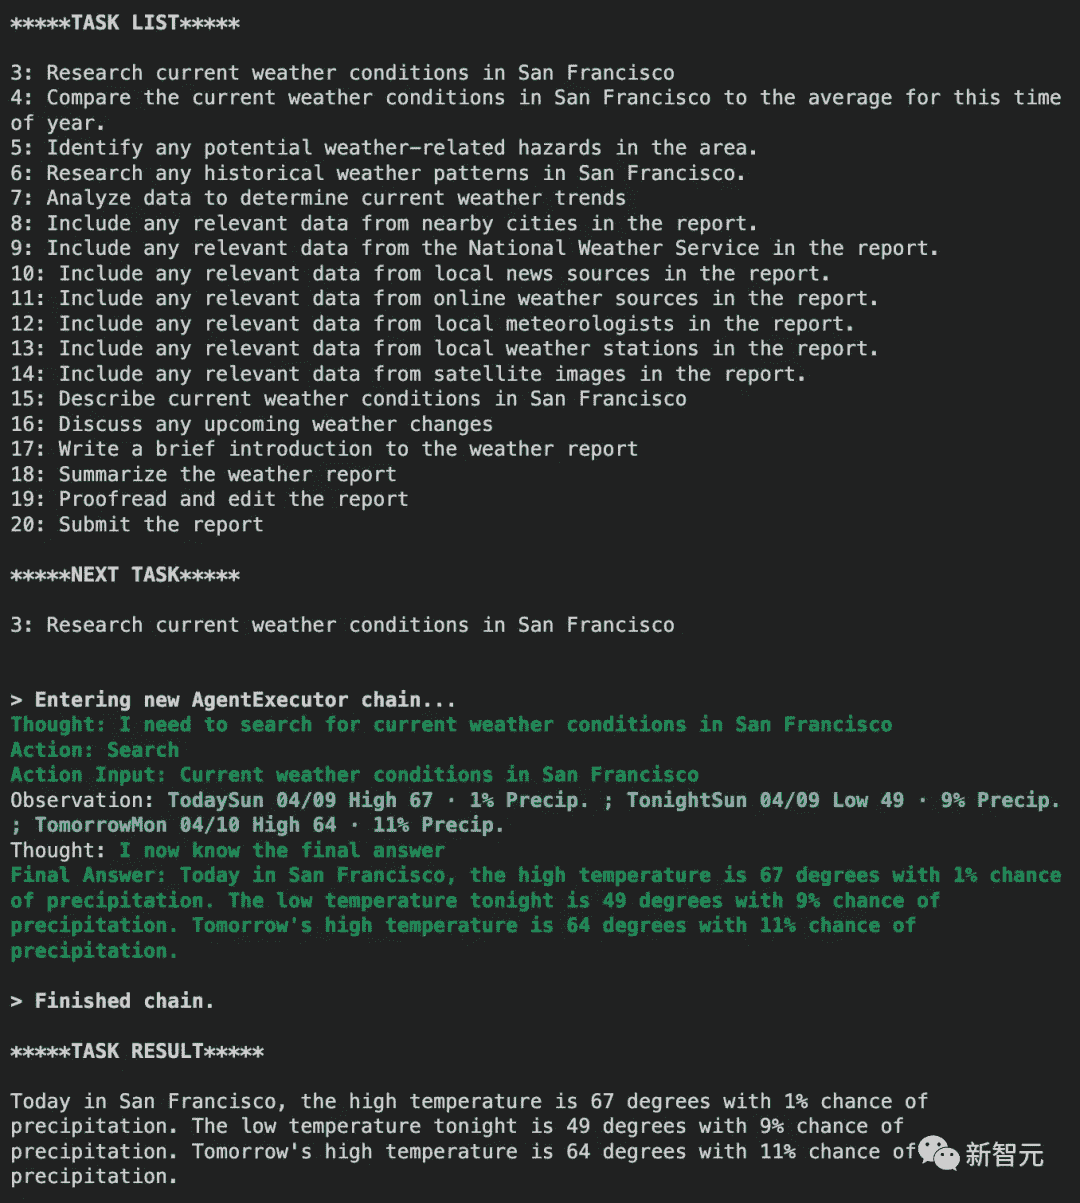 *****TASK LIST*****
3: Research current weather conditions in San Francisco
4: Compare the current weather conditions in San Francisco to the average for this time
of year.
5: Identify any potential weather-related hazards in the area.
6: Research any historical weather patterns in San Francisco.
7: Analyze data to determine current weather trends
8: Include any relevant data from nearby cities in the report.
9: Include any relevant data from the National Weather Service in the report.
10: Include any relevant data from local news sources in the report.
11: Include any relevant data from online weather sources in the report.
12: Include any relevant data from local meteorologists in the report.
13: Include any relevant data from local weather stations in the report.
14: Include any relevant data from satellite images in the report.
15: Describe current weather conditions in San Francisco
16: Discuss any upcoming weather changes
17: Write a brief introduction to the weather report
18: Summarize the weather report
19: Proofread and edit the report
20: Submit the report
*****NEXT TASK*****
3: Research current weather conditions in San Francisco
> Entering new AgentExecutor chain...
Thought: I need to search for current weather conditions in San Francisco
Action: Search
Action Input: Current weather conditions in San Francisco
Observation: TodaySun 04/09 High 67 · 1% Precip. ; TonightSun 04/09 Low 49 · 9% Precip.
; TomorrowMon 04/10 High 64 · 11% Precip.
Thought: I now know the final answer
Final Answer: Today in San Francisco, the high temperature is 67 degrees with 1% chance
of precipitation. The low temperature tonight is 49 degrees with 9% chance of
precipitation. Tomorrow's high temperature is 64 degrees with 11% chance of
precipitation.
> Finished chain.
*****TASK RESULT*****
Today in San Francisco, the high temperature is 67 degrees with 1% chance of
precipitation. The low temperature tonight is 49 degrees with 9% chance of
precipitation. Tomorrow's high temperature is 64 degrees with 11% chance of
precipitation.
新智元